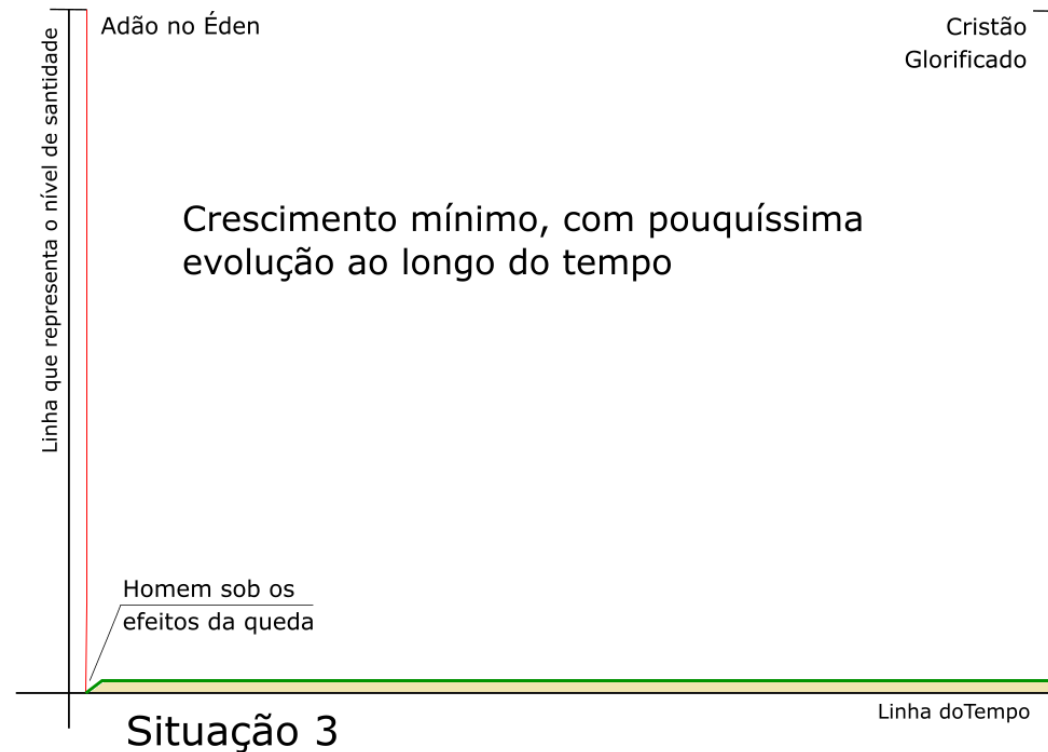 Adão no Éden
Cristão
Glorificado
Linha que representa o nível de santidade
Crescimento mínimo, com pouquíssima
evolução ao longo do tempo
Homem sob os
efeitos da queda
Linha doTempo
Situação 3